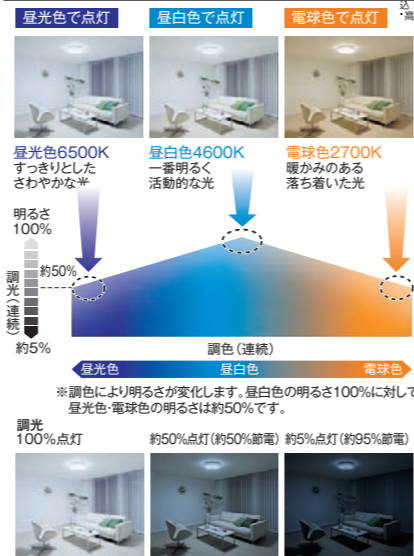 昼光色で点灯
昼白色で点灯
電球色で点灯
込
・高
昼光色6500K
すっきりとした
さわやかな光
昼白色4600K
一番明るく
活動的な光
電球色2700K
暖かみのある
落ち着いた光
明るさ
100%
約50%
調光(連続)
約5%
調色(連続)
昼光色
昼白色
電球色
※調色により明るさが変化します。昼白色の明るさ100%に対して
昼光色・電球色の明るさは約50%です。
調光
100%点灯
約50%点灯(約50%節電)
約5%点灯(約95%節電)